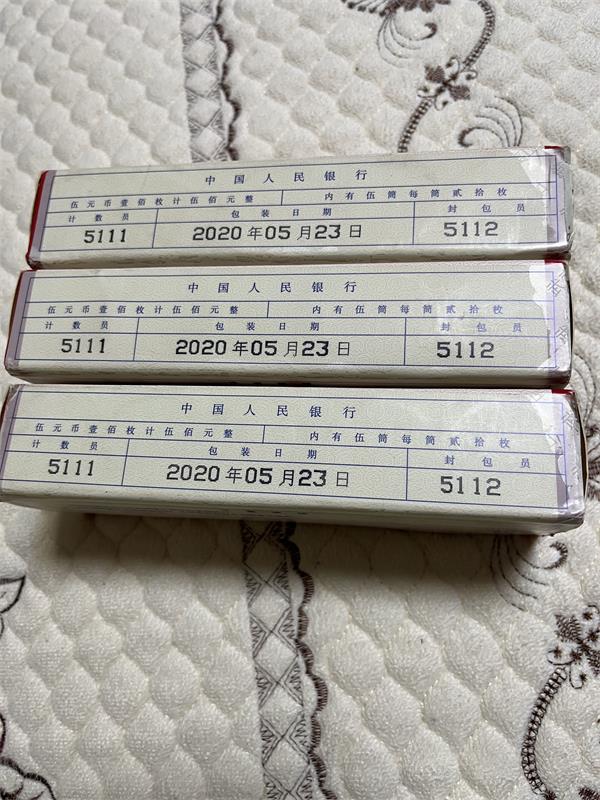 中国人民银行
伍元币壹佰枚计伍佰元整 内有伍筒每筒贰拾枚
计数员 包装日期 封包员
5111 2020年05月23日 5112
中国人民银行
伍元币壹佰枚计伍佰元整 内有伍筒每筒贰拾枚
计数员 包装日期 封包员
5111 2020年05月23日 5112
中国人民银行
伍元币壹佰枚计伍佰元整 内有伍筒每筒贰拾枚
计数员 包装日期 封包员
5111 2020年05月23日 5112